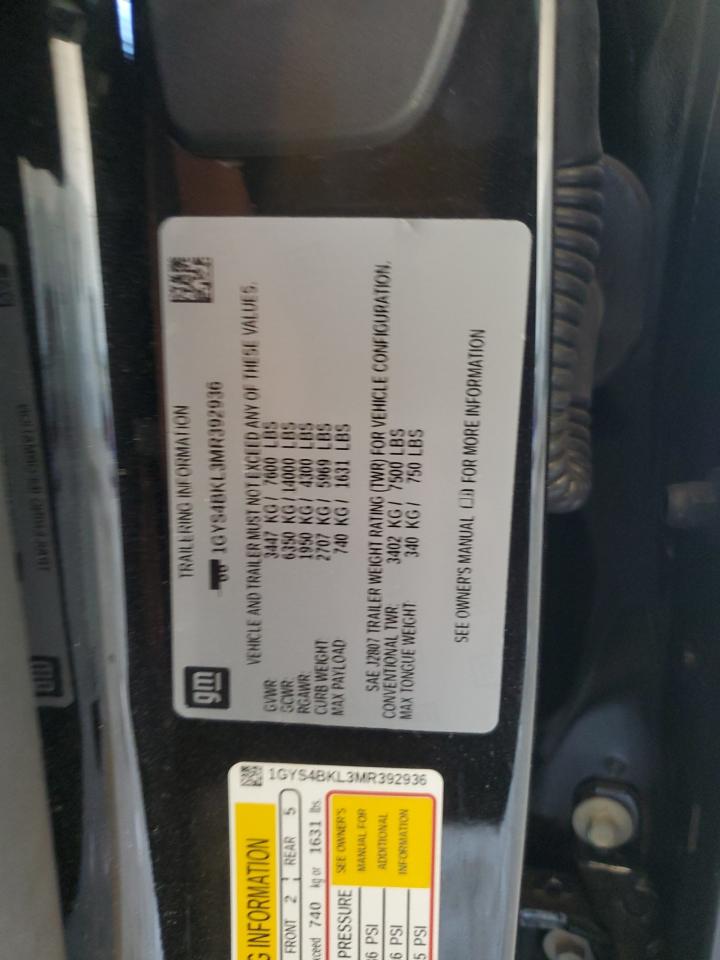 TRAILERING INFORMATION
1GYS4BKL3MR392936
VEHICLE AND TRAILER MUST NOT EXCEED ANY OF THESE VALUES.
GVWR 3447 KG / 7600 LBS
GCWR: 6350 KG / 14000 LBS
RGAWR: 1950 KG / 4300 LBS
CURB WEIGHT 2707 KG / 5969 LBS
MAX PAYLOAD 740 KG / 1631 LBS
SAE J2807 TRAILER WEIGHT RATING (TWR) FOR VEHICLE CONFIGURATION.
CONVENTIONAL TWR: 3402 KG / 7500 LBS
MAX TONGUE WEIGHT: 340 KG / 750 LBS
SEE OWNER'S MANUAL FOR MORE INFORMATION
gm
1GYS4BKL3MR392936
G INFORMATION
FRONT 2 REAR 5
xceed 740 kg or 1631 lbs.
PRESSURE
PSI
PSI
PSI
SEE OWNER'S
MANUAL FOR
ADDITIONAL
INFORMATION
gm